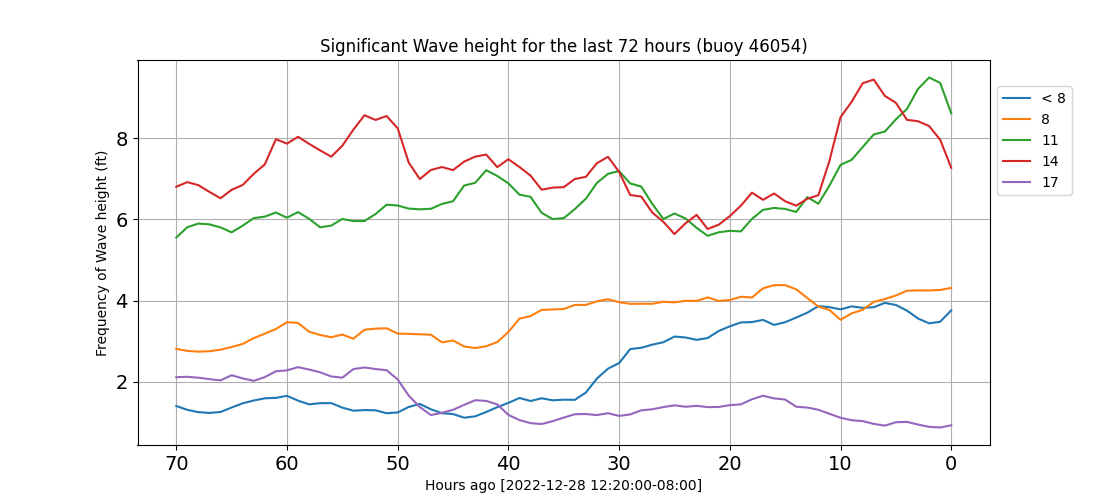 Significant Wave height for the last 72 hours (buoy 46054)
Frequency of Wave height (ft)
8
6
4
2
70 60 50 40 30 20 10 0
Hours ago [2022-12-28 12:20:00-08:00]
< 8
8
11
14
17